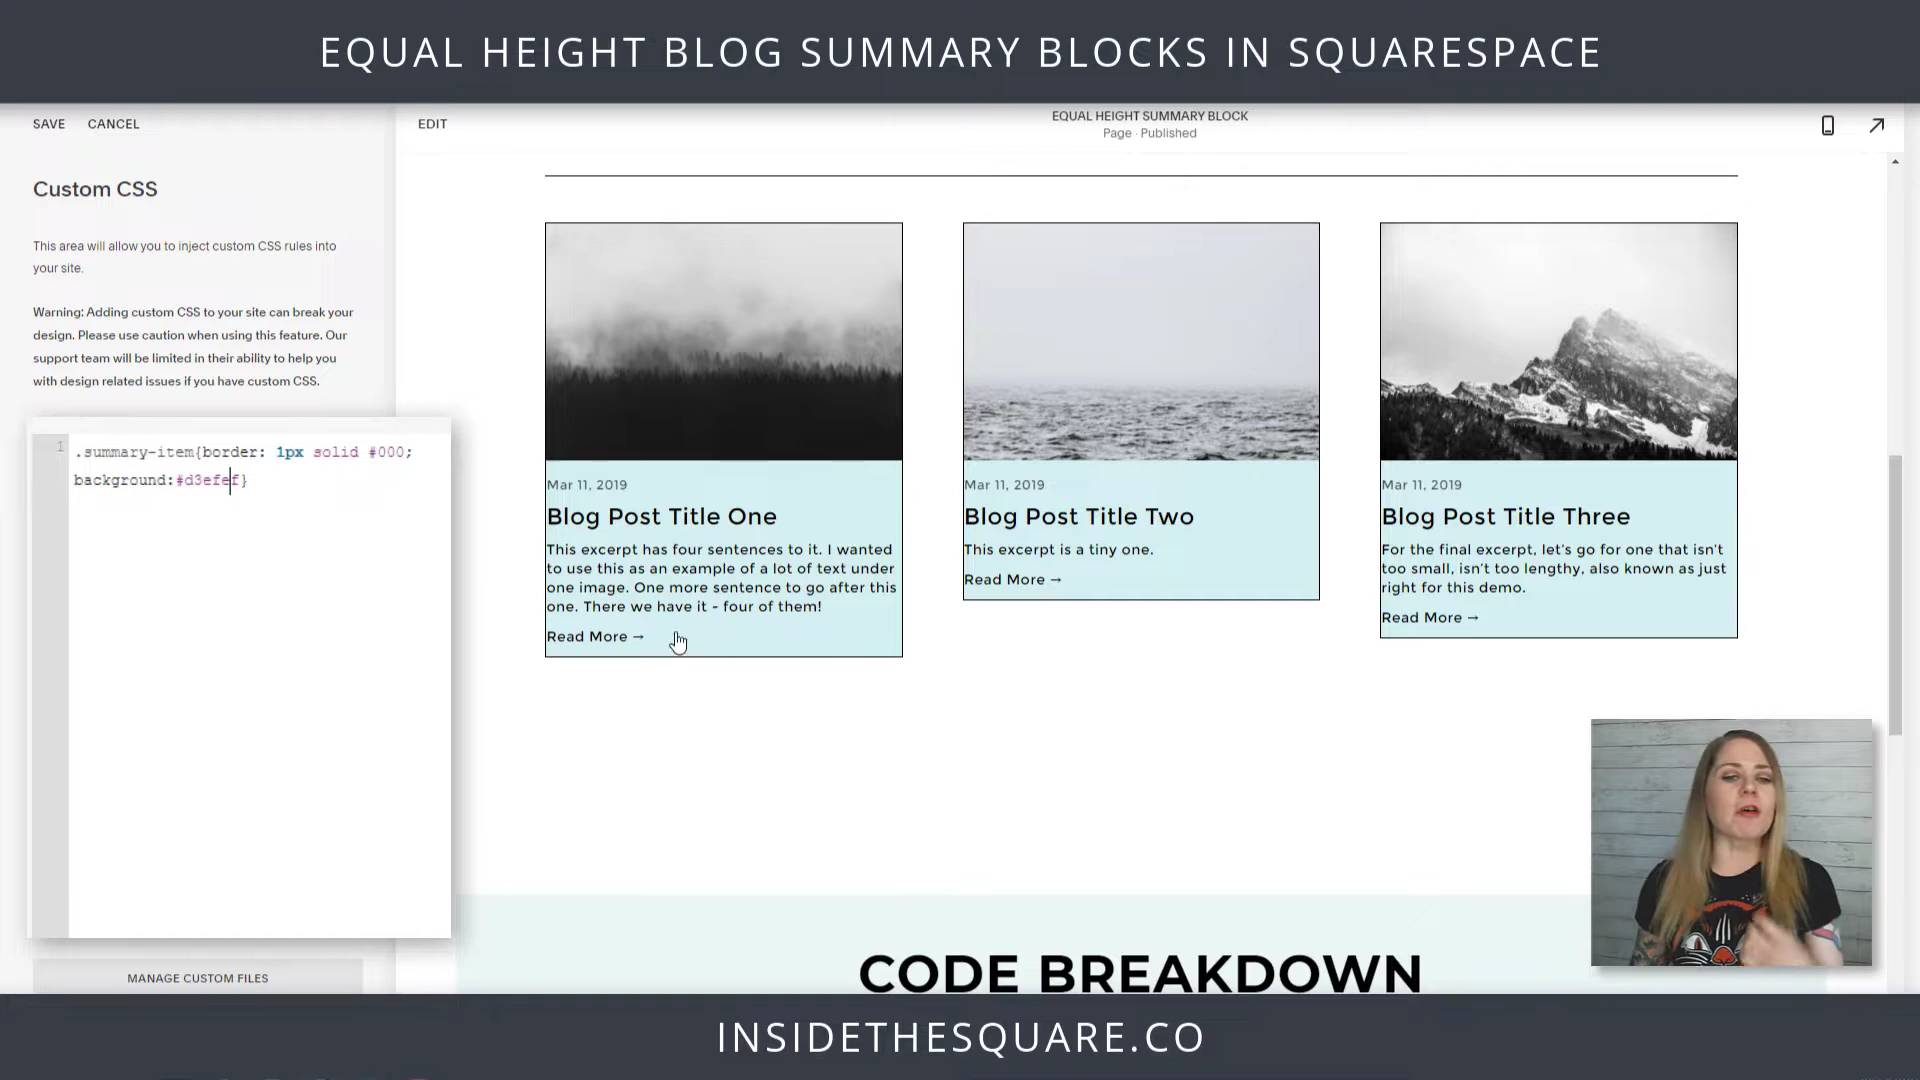 EQUAL HEIGHT BLOG SUMMARY BLOCKS IN SQUARESPACE
SAVE CANCEL
EDIT
EQUAL HEIGHT SUMMARY BLOCK
Page · Published
Custom CSS
This area will allow you to inject custom CSS rules into
your site.
Warning: Adding custom CSS to your site can break your
design. Please use caution when using this feature. Our
support team will be limited in their ability to help you
with design related issues if you have custom CSS.
1
.summary-item{border: 1px solid #000;
background:#d3efef}
MANAGE CUSTOM FILES
Mar 11, 2019
Blog Post Title One
This excerpt has four sentences to it. I wanted
to use this as an example of a lot of text under
one image. One more sentence to go after this
one. There we have it - four of them!
Read More →
Mar 11, 2019
Blog Post Title Two
This excerpt is a tiny one.
Read More →
Mar 11, 2019
Blog Post Title Three
For the final excerpt, let's go for one that isn't
too small, isn't too lengthy, also known as just
right for this demo.
Read More →
CODE BREAKDOWN
INSIDETHESQUARE.CO